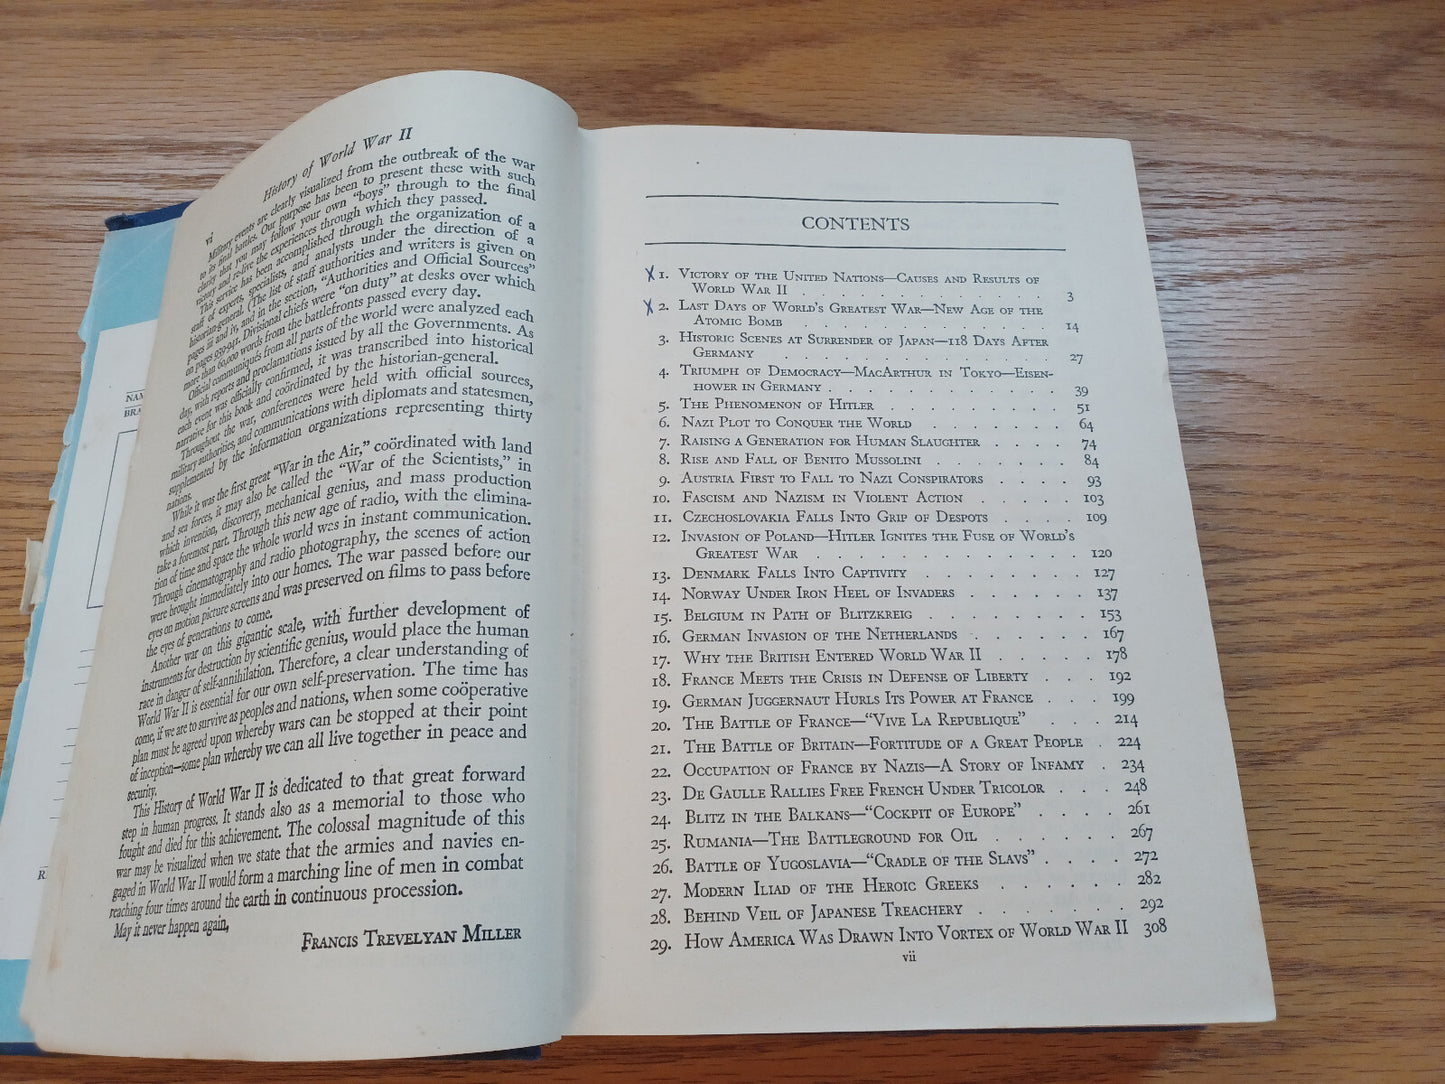 vi
History of World War II
Military events are clearly visualized from the outbreak of the war
to its final battles. Our purpose has been to present these with such
clarity that you may follow your own "boys" through to the final
victory and re-live the experiences through which they passed.
This service has been accomplished through the organization of a
staff of experts, specialists, and analysts under the direction of a
historian-general. (The list of staff authorities and writers is given on
pages iii and iv, and in the section, "Authorities and Official Sources"
on pages 939-942. Divisional chiefs were "on duty" at desks over which
more than 60,000 words from the battlefronts passed every day.
Official communiqués from all parts of the world were analyzed each
day, with reports and proclamations issued by all the Governments. As
each event was officially confirmed, it was transcribed into historical
narrative for this book and coördinated by the historian-general.
Throughout the war, conferences were held with official sources,
military authorities, and communications with diplomats and statesmen,
supplemented by the information organizations representing thirty
nations.
While it was the first great "War in the Air," coördinated with land
and sea forces, it may also be called the "War of the Scientists," in
which invention, discovery, mechanical genius, and mass production
take a foremost part. Through this new age of radio, with the elimina-
tion of time and space the whole world was in instant communication.
Through cinematography and radio photography, the scenes of action
were brought immediately into our homes. The war passed before our
eyes on motion picture screens and was preserved on films to pass before
the eyes of generations to come.
Another war on this gigantic scale, with further development of
instruments for destruction by scientific genius, would place the human
race in danger of self-annihilation. Therefore, a clear understanding of
World War II is essential for our own self-preservation. The time has
come, if we are to survive as peoples and nations, when some coöperative
plan must be agreed upon whereby wars can be stopped at their point
of inception—some plan whereby we can all live together in peace and
security.
This History of World War II is dedicated to that great forward
step in human progress. It stands also as a memorial to those who
fought and died for this achievement. The colossal magnitude of this
war may be visualized when we state that the armies and navies en-
gaged in World War II would form a marching line of men in combat
reaching four times around the earth in continuous procession.
May it never happen again,
FRANCIS TREVELYAN MILLER
CONTENTS
X 1. VICTORY OF THE UNITED NATIONS—CAUSES AND RESULTS OF
WORLD WAR II . . . . . . . . . . . . . 3
X 2. LAST DAYS OF WORLD'S GREATEST WAR—NEW AGE OF THE
ATOMIC BOMB . . . . . . . . . . . . . 14
3. HISTORIC SCENES AT SURRENDER OF JAPAN—118 DAYS AFTER
GERMANY . . . . . . . . . . . . . . 27
4. TRIUMPH OF DEMOCRACY—MACARTHUR IN TOKYO—EISEN-
HOWER IN GERMANY . . . . . . . . . . . 39
5. THE PHENOMENON OF HITLER . . . . . . . . . 51
6. NAZI PLOT TO CONQUER THE WORLD . . . . . . . 64
7. RAISING A GENERATION FOR HUMAN SLAUGHTER . . . . 74
8. RISE AND FALL OF BENITO MUSSOLINI . . . . . . . 84
9. AUSTRIA FIRST TO FALL TO NAZI CONSPIRATORS . . . . 93
10. FASCISM AND NAZISM IN VIOLENT ACTION . . . . . 103
11. CZECHOSLOVAKIA FALLS INTO GRIP OF DESPOTS . . . . 109
12. INVASION OF POLAND—HITLER IGNITES THE FUSE OF WORLD'S
GREATEST WAR . . . . . . . . . . . . . 120
13. DENMARK FALLS INTO CAPTIVITY . . . . . . . . 127
14. NORWAY UNDER IRON HEEL OF INVADERS . . . . . . 137
15. BELGIUM IN PATH OF BLITZKREIG . . . . . . . . 153
16. GERMAN INVASION OF THE NETHERLANDS . . . . . . 167
17. WHY THE BRITISH ENTERED WORLD WAR II . . . . . 178
18. FRANCE MEETS THE CRISIS IN DEFENSE OF LIBERTY . . . 192
19. GERMAN JUGGERNAUT HURLS ITS POWER AT FRANCE . . . 199
20. THE BATTLE OF FRANCE—"VIVE LA REPUBLIQUE" . . . . 214
21. THE BATTLE OF BRITAIN—FORTITUDE OF A GREAT PEOPLE . 224
22. OCCUPATION OF FRANCE BY NAZIS—A STORY OF INFAMY . 234
23. DE GAULLE RALLIES FREE FRENCH UNDER TRICOLOR . . . 248
24. BLITZ IN THE BALKANS—"COCKPIT OF EUROPE" . . . . 261
25. RUMANIA—THE BATTLEGROUND FOR OIL . . . . . . 267
26. BATTLE OF YUGOSLAVIA—"CRADLE OF THE SLAVS" . . . . 272
27. MODERN ILIAD OF THE HEROIC GREEKS . . . . . . 282
28. BEHIND VEIL OF JAPANESE TREACHERY . . . . . . . 292
29. HOW AMERICA WAS DRAWN INTO VORTEX OF WORLD WAR II 308
vii
NAM
BRA
R